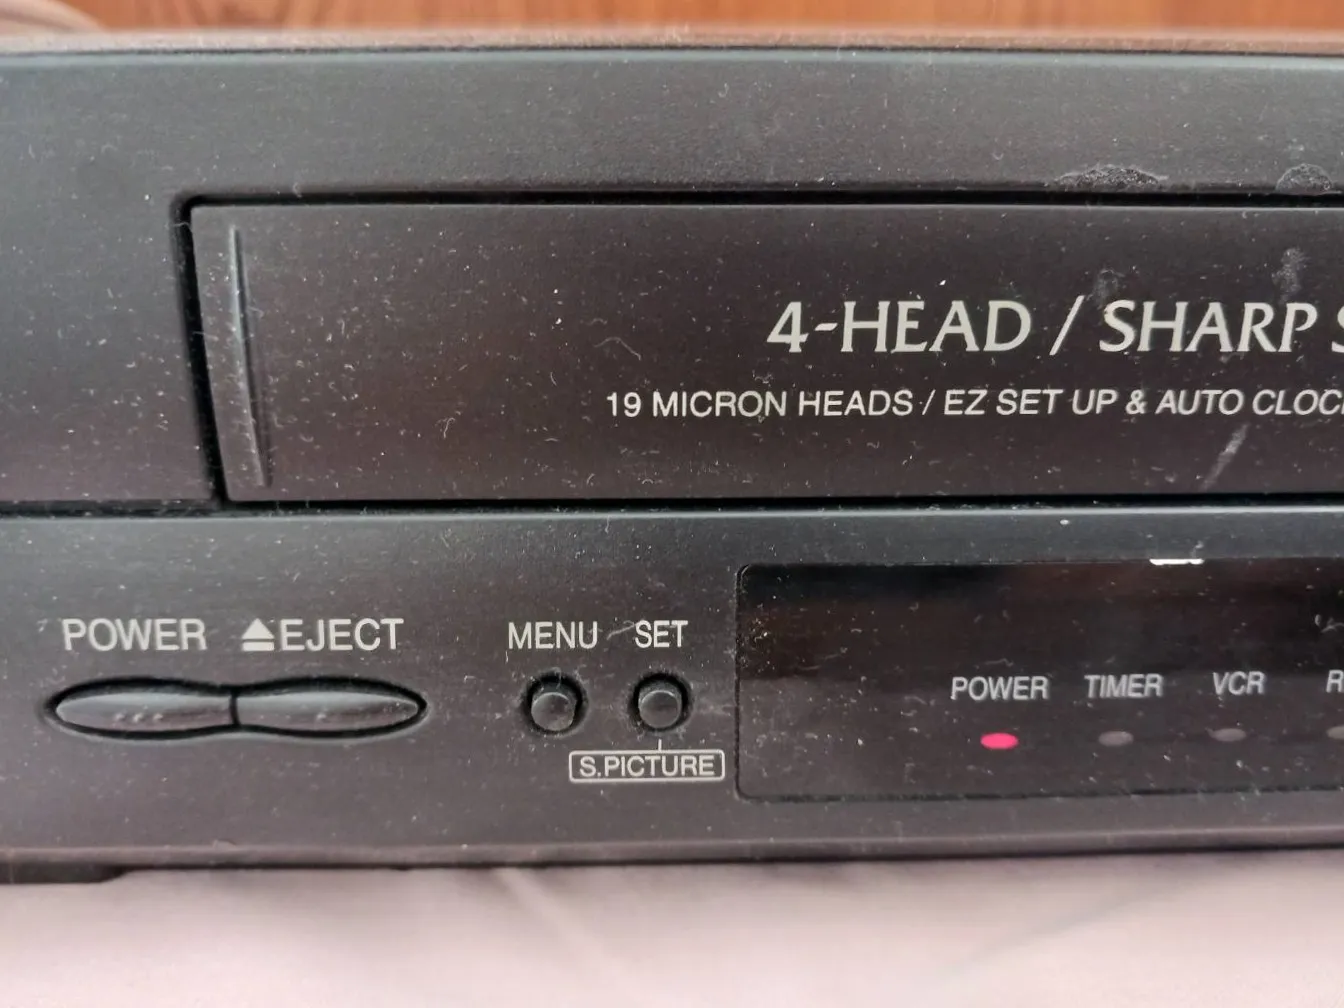 4-HEAD / SHARP
19 MICRON HEADS / EZ SET UP & AUTO
POWER ⏏EJECT MENU SET
POWER TIMER VCR
S.PICTURE